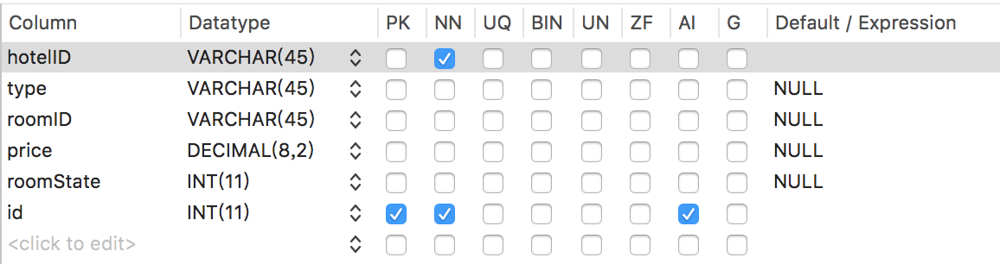 Column Datatype PK NN UQ BIN UN ZF AI G Default / Expression
hotelID VARCHAR(45)
type VARCHAR(45) NULL
roomID VARCHAR(45) NULL
price DECIMAL(8,2) NULL
roomState INT(11) NULL
id INT(11)
<click to edit>